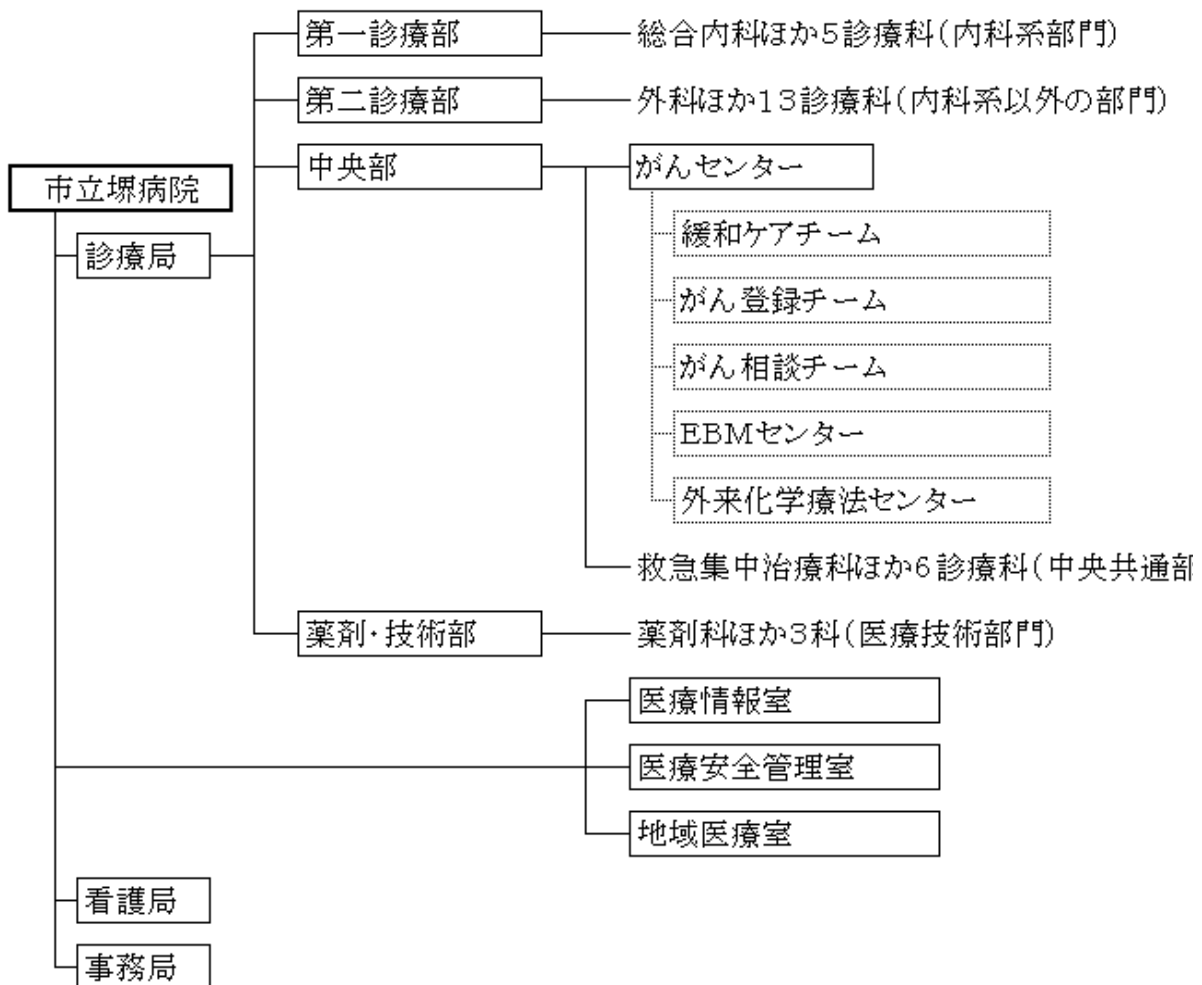 第一診療部
総合内科ほか5診療科(内科系部門)
第二診療部
外科ほか13診療科(内科系以外の部門)
中央部
がんセンター
市立堺病院
診療局
緩和ケアチーム
がん登録チーム
がん相談チーム
EBMセンター
外来化学療法センター
救急集中治療科ほか6診療科(中央共通部
薬剤・技術部
薬剤科ほか3科(医療技術部門)
医療情報室
医療安全管理室
地域医療室
看護局
事務局